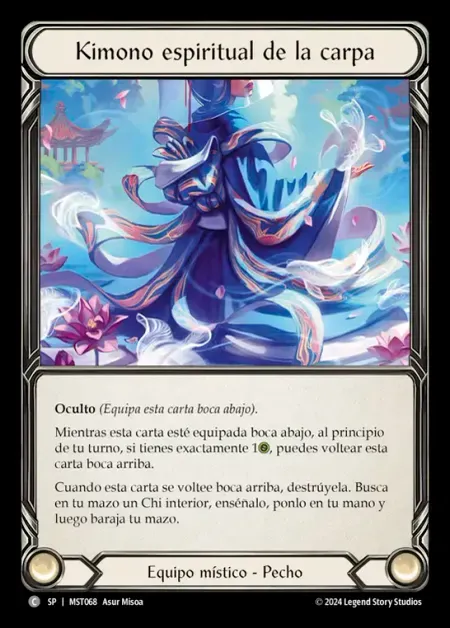 Kimono espiritual de la carpa
Oculto (Equipa esta carta boca abajo).
Mientras esta carta esté equipada boca abajo, al principio
de tu turno, si tienes exactamente 1, puedes voltear esta
carta boca arriba.
Cuando esta carta se voltee boca arriba, destrúyela. Busca
en tu mazo un Chi interior, enséñalo, ponlo en tu mano y
luego baraja tu mazo.
Equipo místico - Pecho
C SP | MST068 Asur Misoa © 2024 Legend Story Studios